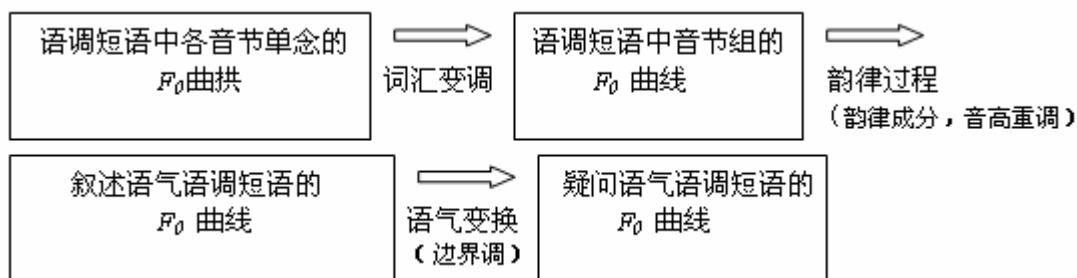 语调短语中各音节单念的
F₀曲拱
词汇变调
语调短语中音节组的
F₀ 曲线
韵律过程
(韵律成分，音高重调)
叙述语气语调短语的
F₀ 曲线
语气变换
(边界调)
疑问语气语调短语的
F₀ 曲线